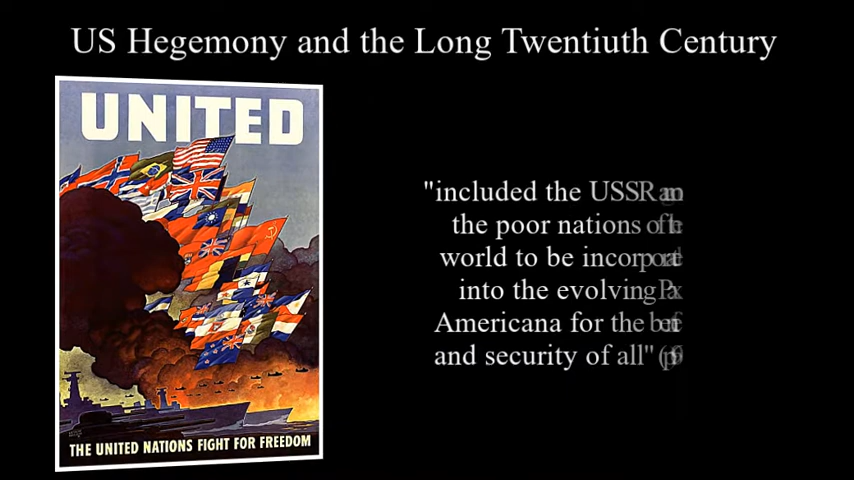 US Hegemony and the Long Twentiuth Century
UNITED
THE UNITED NATIONS FIGHT FOR FREEDOM
"included the USSR
the poor nations
world to be
into the evolving
Americana for the
and security of all"